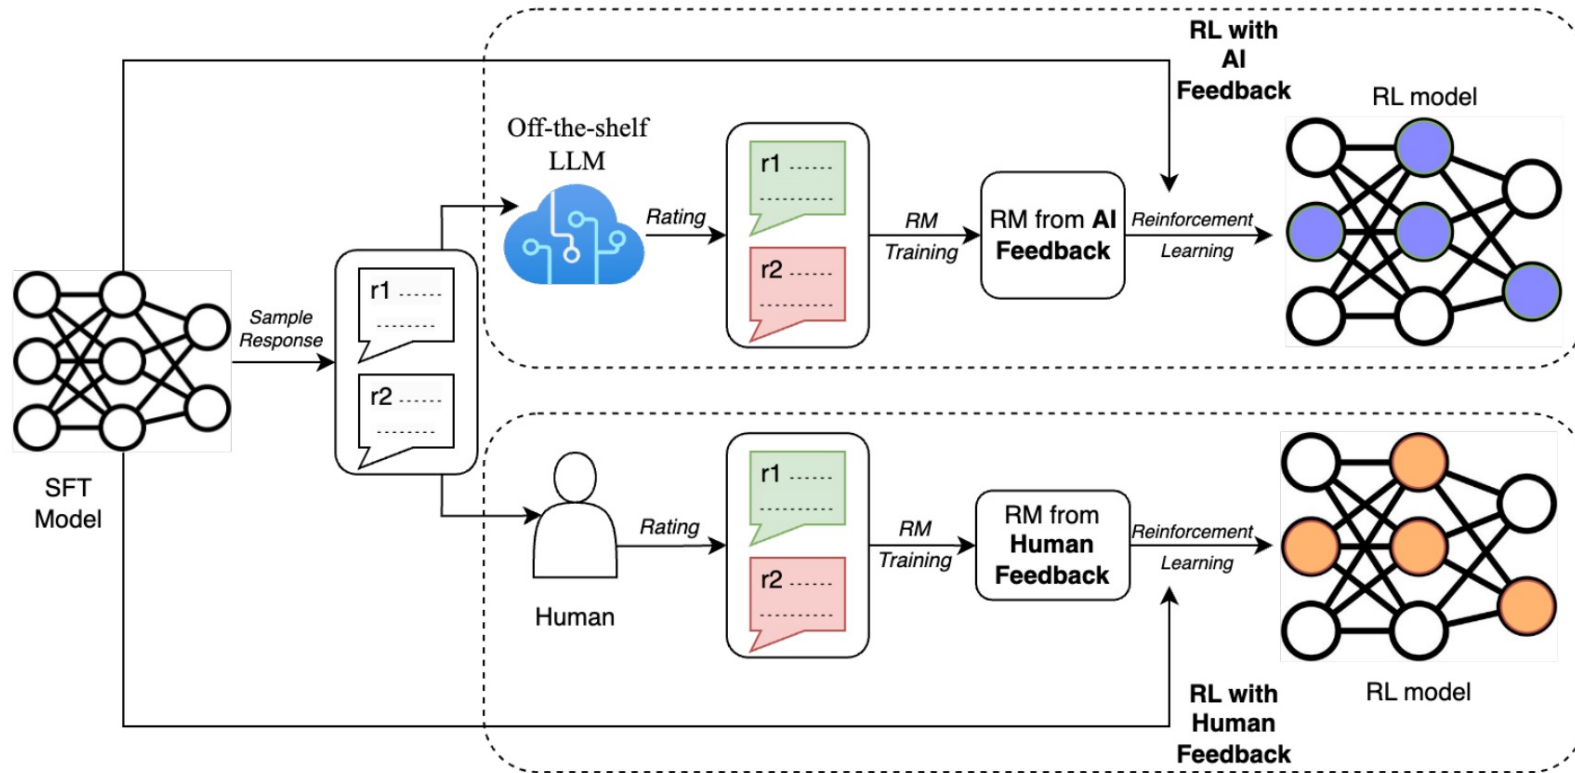 RL with
AI
Feedback
RL model
Off-the-shelf
LLM
r1 ......
........
r2 ......
........
Rating
RM
Training
RM from AI
Feedback
Reinforcement
Learning
Sample
Response
r1 ......
........
r2 ......
........
SFT
Model
Human
Rating
r1 ......
........
r2 ......
........
RM
Training
RM from
Human
Feedback
Reinforcement
Learning
RL model
RL with
Human
Feedback